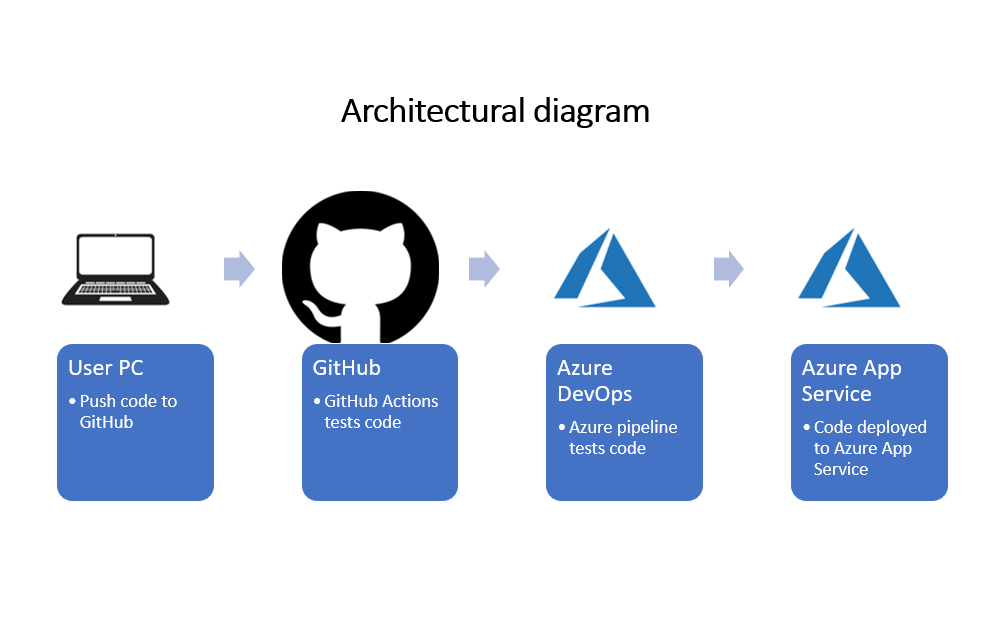 Architectural diagram
User PC
• Push code to
GitHub
GitHub
• GitHub Actions
tests code
Azure
DevOps
• Azure pipeline
tests code
Azure App
Service
• Code deployed
to Azure App
Service